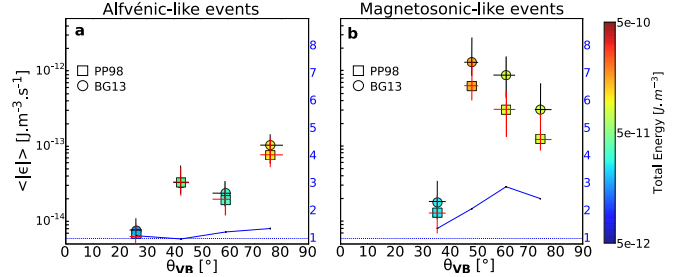 Alfvénic-like events
Magnetosonic-like events
a
b
PP98
BG13
PP98
BG13
<|ϵ|> [J.m⁻³.s⁻¹]
10⁻¹²
10⁻¹³
10⁻¹⁴
8
7
6
5
4
3
2
1
8
7
6
5
4
3
2
1
0 10 20 30 40 50 60 70 80 90
0 10 20 30 40 50 60 70 80 90
θVB [°]
θVB [°]
5e-10
5e-11
5e-12
Total Energy [J.m⁻³]